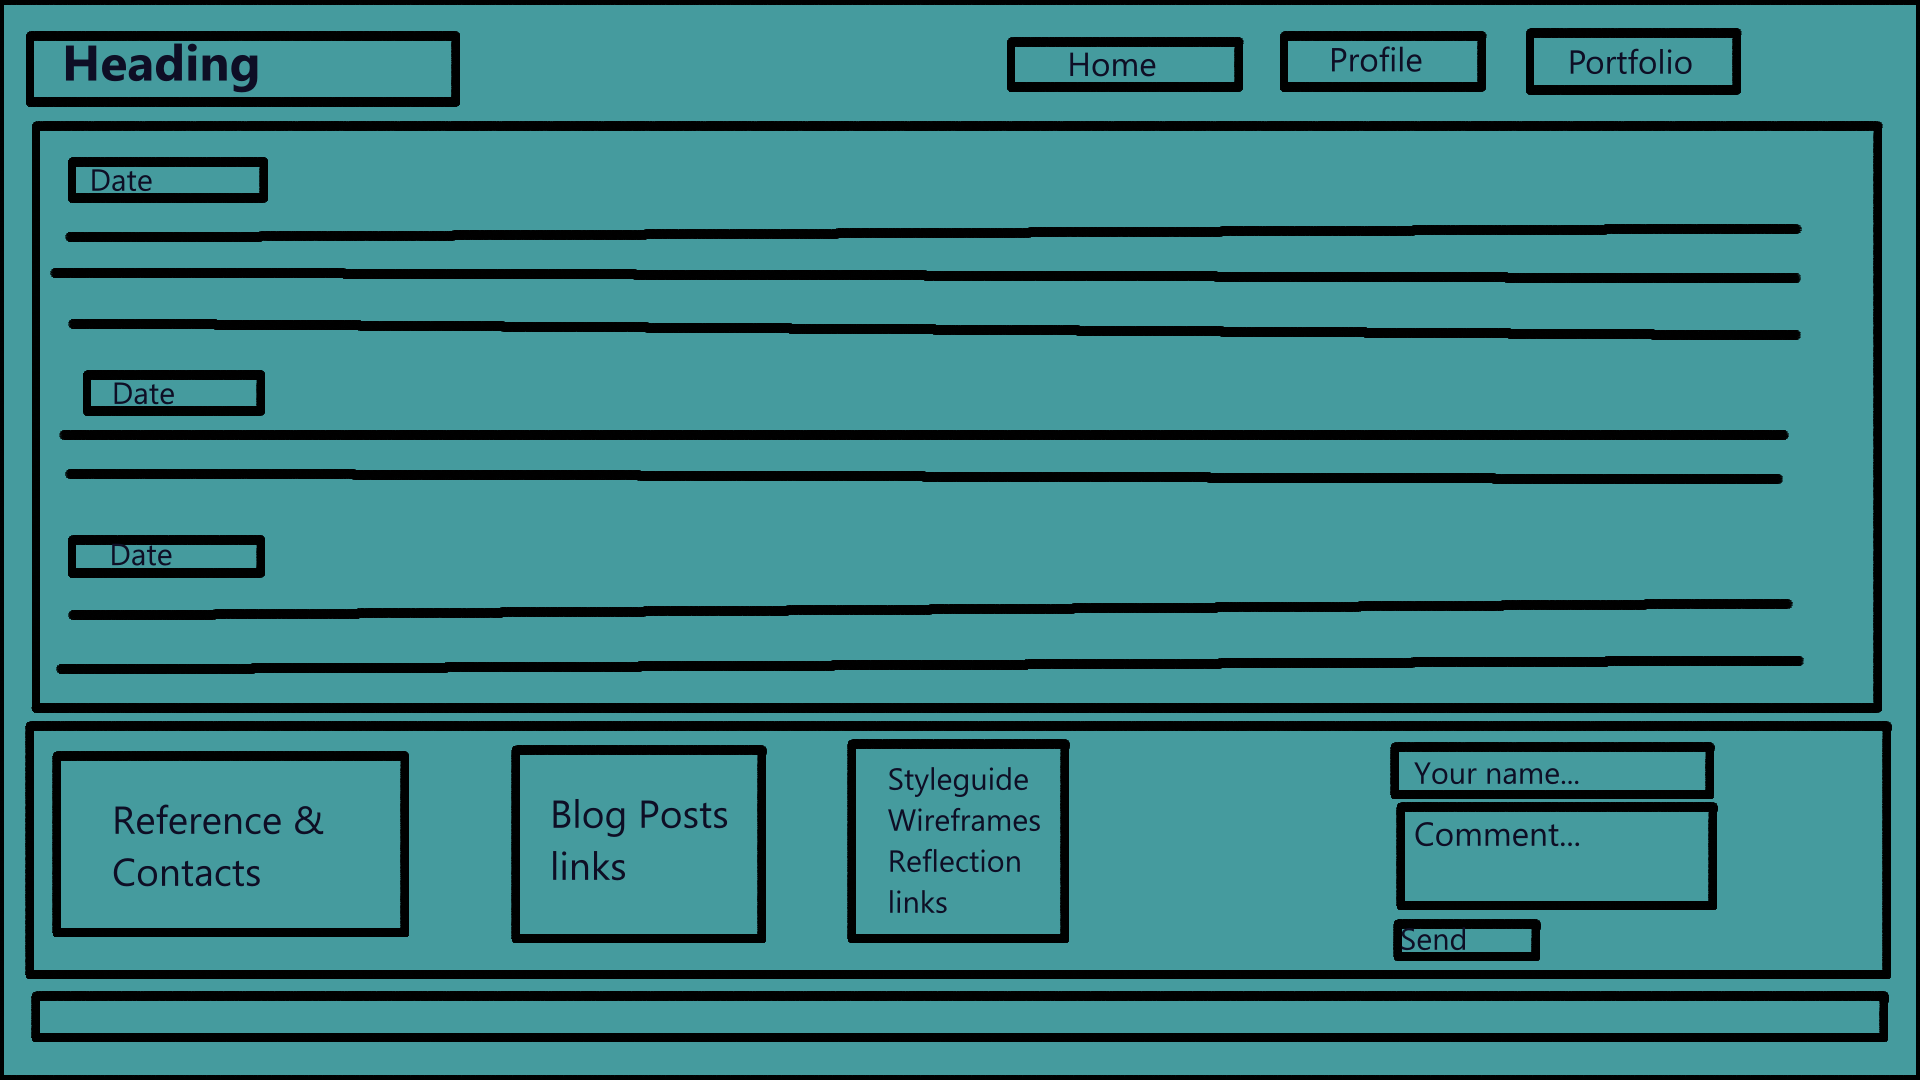 Heading
Home
Profile
Portfolio
Date
Date
Date
Reference &
Contacts
Blog Posts
links
Styleguide
Wireframes
Reflection
links
Your name...
Comment...
Send